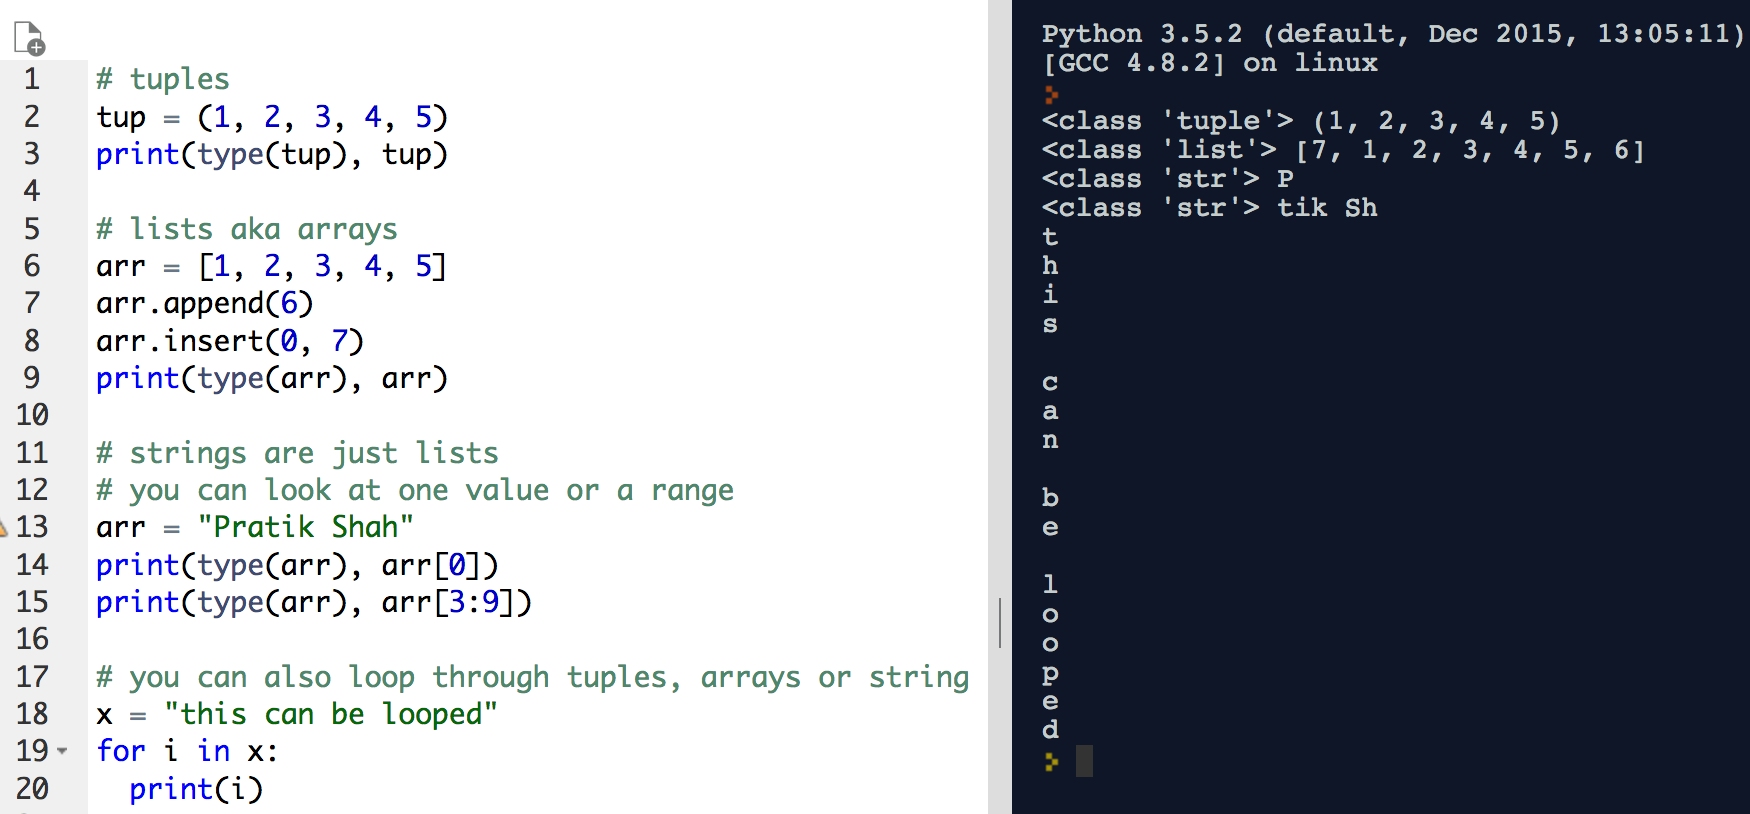 1 # tuples
2 tup = (1, 2, 3, 4, 5)
3 print(type(tup), tup)
4
5 # lists aka arrays
6 arr = [1, 2, 3, 4, 5]
7 arr.append(6)
8 arr.insert(0, 7)
9 print(type(arr), arr)
10
11 # strings are just lists
12 # you can look at one value or a range
13 arr = "Pratik Shah"
14 print(type(arr), arr[0])
15 print(type(arr), arr[3:9])
16
17 # you can also loop through tuples, arrays or string
18 x = "this can be looped"
19 for i in x:
20   print(i)
Python 3.5.2 (default, Dec 2015, 13:05:11)
[GCC 4.8.2] on linux
<class 'tuple'> (1, 2, 3, 4, 5)
<class 'list'> [7, 1, 2, 3, 4, 5, 6]
<class 'str'> P
<class 'str'> tik Sh
t
h
i
s

c
a
n

b
e

l
o
o
p
e
d